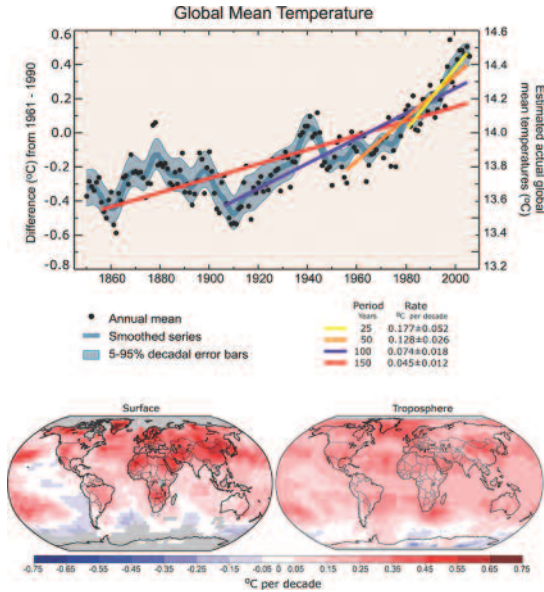 Global Mean Temperature
Difference (ºC) from 1961 - 1990
0.6
0.4
0.2
0.0
-0.2
-0.4
-0.6
-0.8
14.6
14.4
14.2
14.0
13.8
13.6
13.4
13.2
Estimated actual global
mean temperatures (ºC)
1860 1880 1900 1920 1940 1960 1980 2000
Annual mean
Smoothed series
5-95% decadal error bars
Period Rate
Years ºC per decade
25 0.177±0.052
50 0.128±0.026
100 0.074±0.018
150 0.045±0.012
Surface
Troposphere
-0.75 -0.65 -0.55 -0.45 -0.35 -0.25 -0.15 -0.05 0 0.05 0.15 0.25 0.35 0.45 0.55 0.65 0.75
ºC per decade